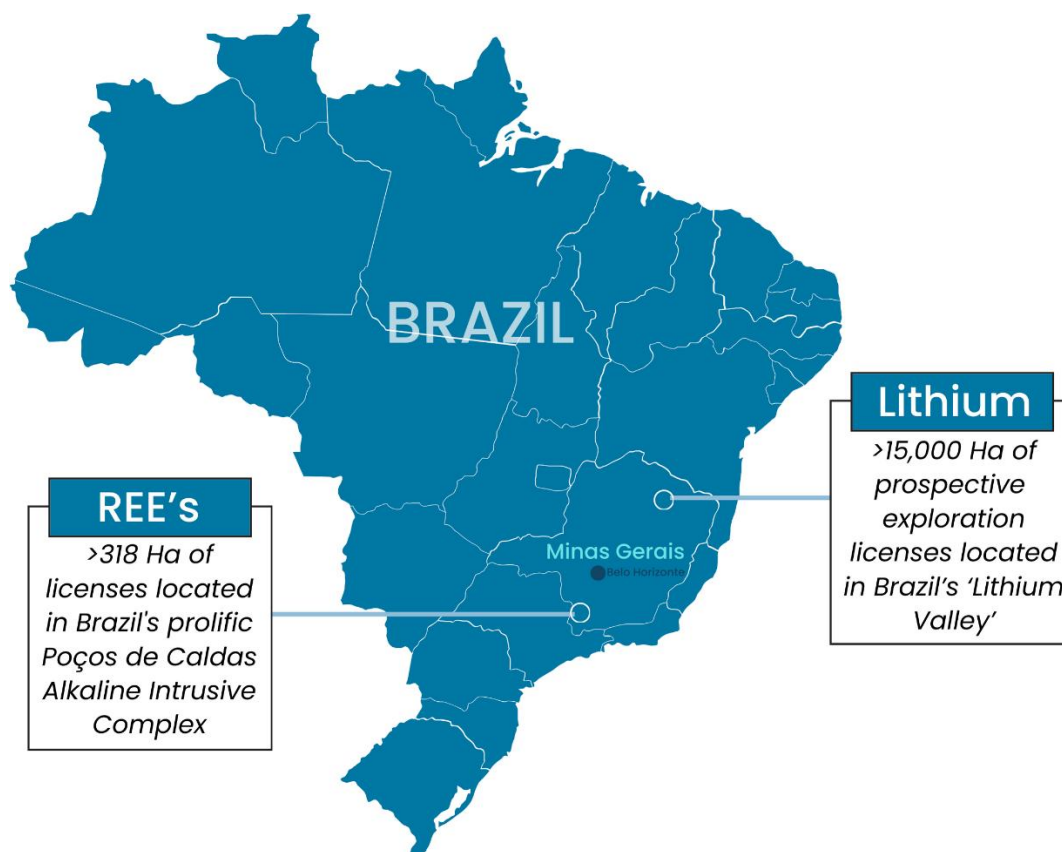 BRAZIL
Lithium
>15,000 Ha of
prospective
exploration
licenses located
in Brazil’s ‘Lithium
Valley’
REE’s
>318 Ha of
licenses located
in Brazil's prolific
Poços de Caldas
Alkaline Intrusive
Complex
Minas Gerais
Belo Horizonte